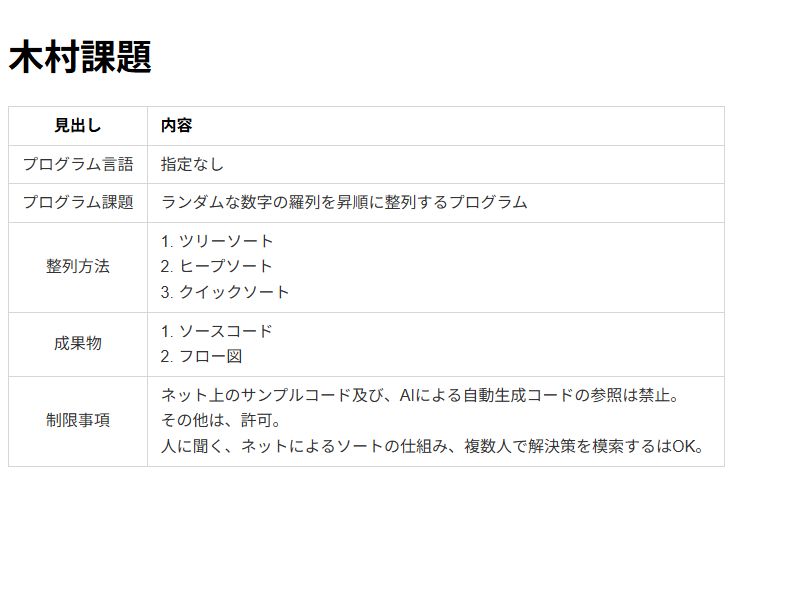 木村課題
見出し 内容
プログラム言語 指定なし
プログラム課題 ランダムな数字の羅列を昇順に整列するプログラム
整列方法
1. ツリーソート
2. ヒープソート
3. クイックソート
成果物
1. ソースコード
2. フロー図
制限事項
ネット上のサンプルコード及び、AIによる自動生成コードの参照は禁止。
その他は、許可。
人に聞く、ネットによるソートの仕組み、複数人で解決策を模索するはOK。